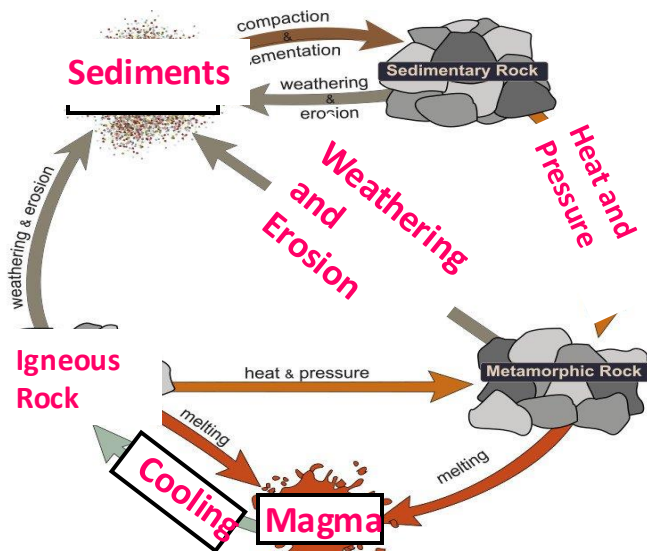 compaction
&
cementation
Sediments
Sedimentary Rock
weathering
&
erosion
Heat and
Pressure
Weathering
and
Erosion
weathering & erosion
Igneous
Rock
heat & pressure
Metamorphic Rock
melting
melting
Cooling
Magma